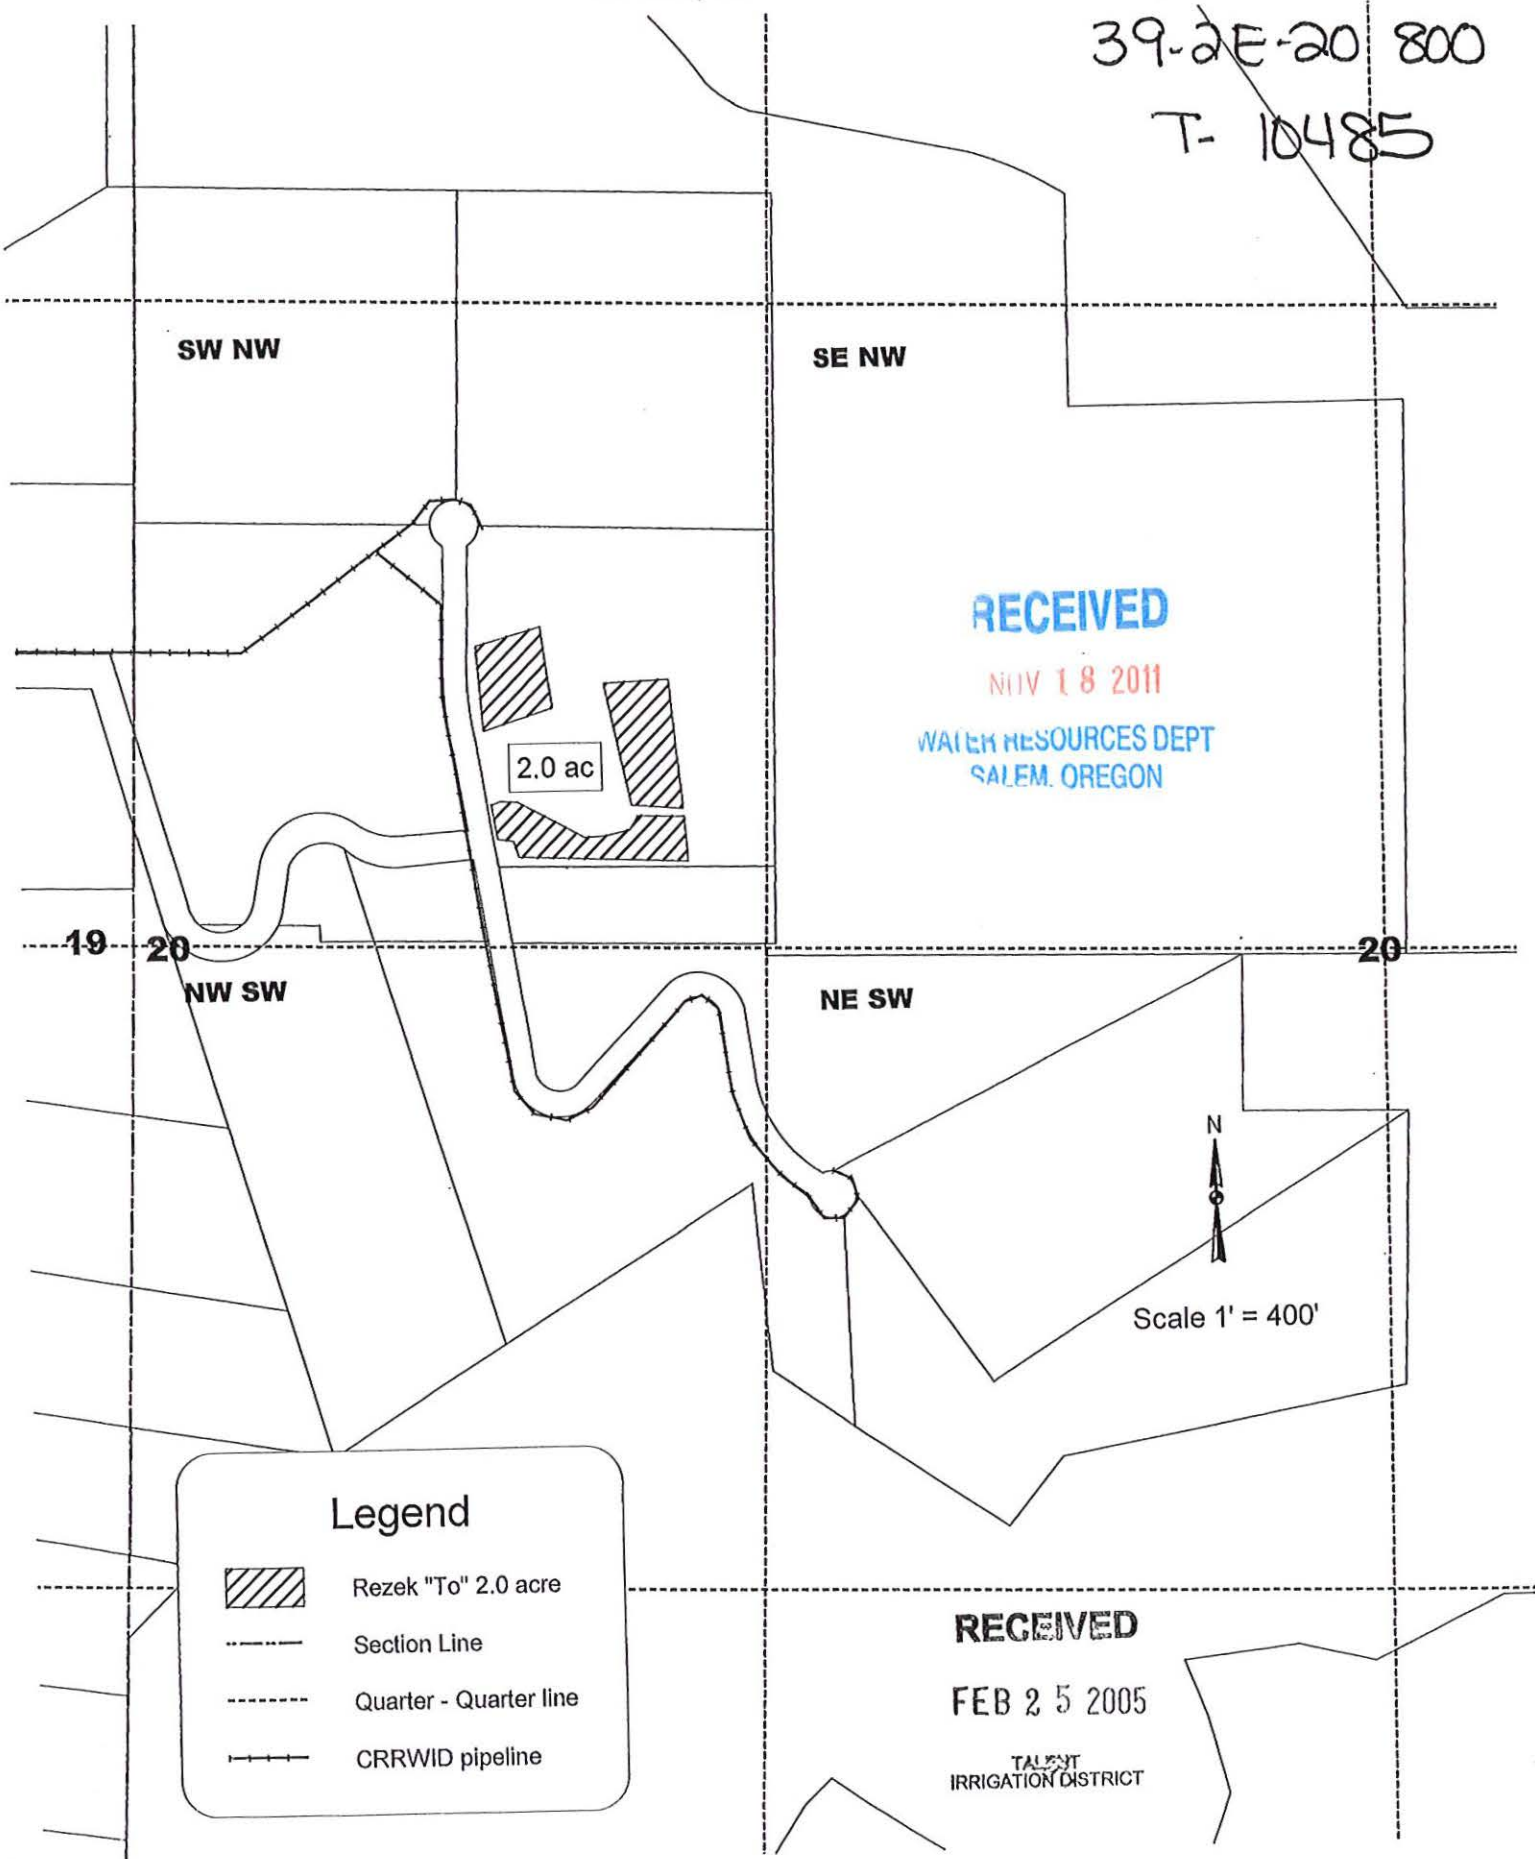 39-2E-20 800
T- 10485
SW NW
SE NW
RECEIVED
NOV 18 2011
WATER RESOURCES DEPT
SALEM, OREGON
2.0 ac
19 20
20
NW SW
NE SW
N
Scale 1' = 400'
Legend
Rezek "To" 2.0 acre
Section Line
Quarter - Quarter line
CRRWID pipeline
RECEIVED
FEB 25 2005
TALENT
IRRIGATION DISTRICT